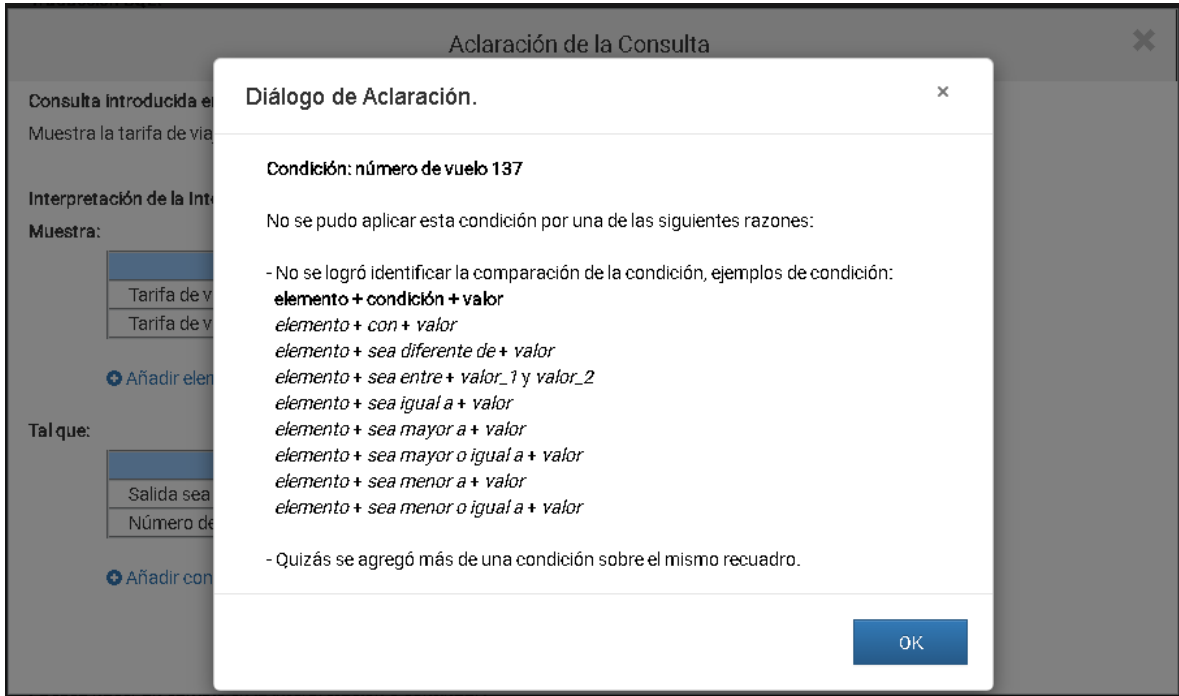 Aclaración de la Consulta
Consulta introducida
Muestra la tarifa de
Interpretación de la
Muestra:
Tarifa de
Tarifa de
Añadir
Tal que:
Salida sea
Número
Añadir
Diálogo de Aclaración.
×
Condición: número de vuelo 137
No se pudo aplicar esta condición por una de las siguientes razones:
- No se logró identificar la comparación de la condición, ejemplos de condición:
elemento + condición + valor
elemento + con + valor
elemento + sea diferente de + valor
elemento + sea entre + valor_1 y valor_2
elemento + sea igual a + valor
elemento + sea mayor a + valor
elemento + sea mayor o igual a + valor
elemento + sea menor a + valor
elemento + sea menor o igual a + valor
- Quizás se agregó más de una condición sobre el mismo recuadro.
OK